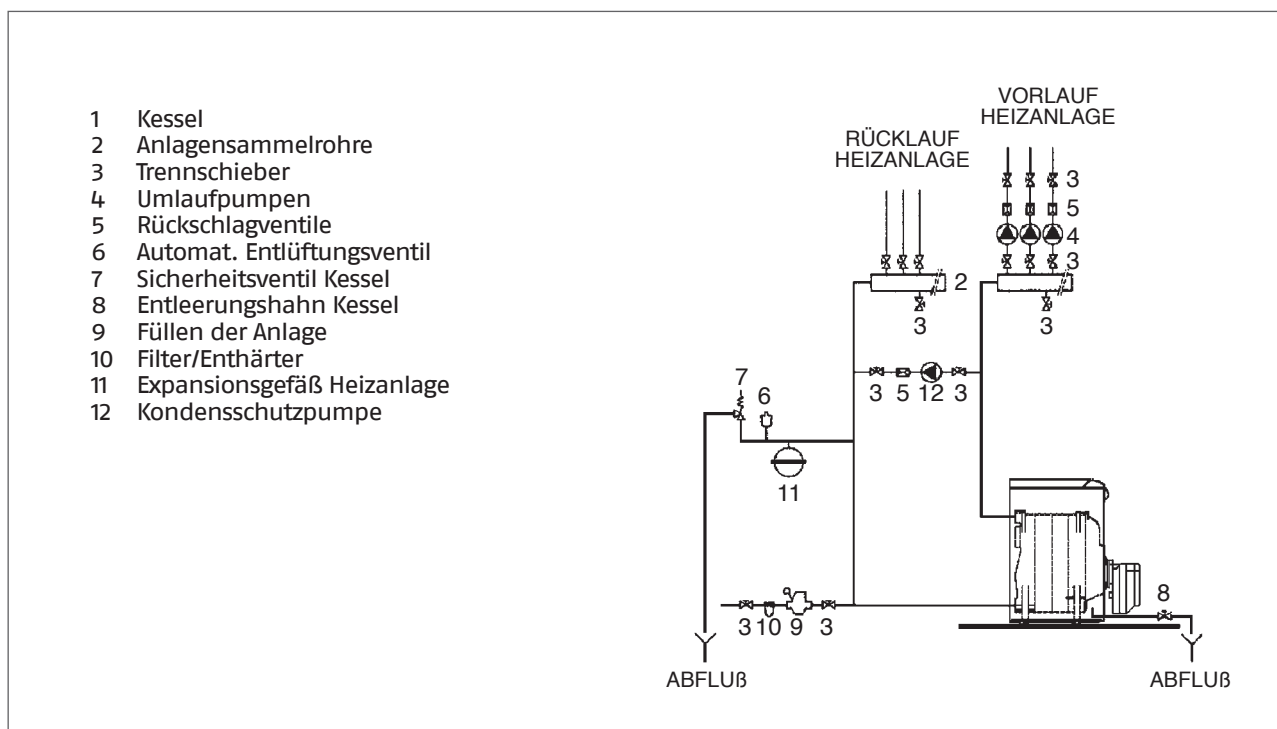 1 Kessel
2 Anlagensammelrohre
3 Trennschieber
4 Umlaufpumpen
5 Rückschlagventile
6 Automat. Entlüftungsventil
7 Sicherheitsventil Kessel
8 Entleerungshahn Kessel
9 Füllen der Anlage
10 Filter/Enthärter
11 Expansionsgefäß Heizanlage
12 Kondensschutzpumpe
VORLAUF
HEIZANLAGE
RÜCKLAUF
HEIZANLAGE
3
5
4
3
2
3
3
7
6
3 5 12 3
11
8
3 10 9 3
ABFLUß
ABFLUß